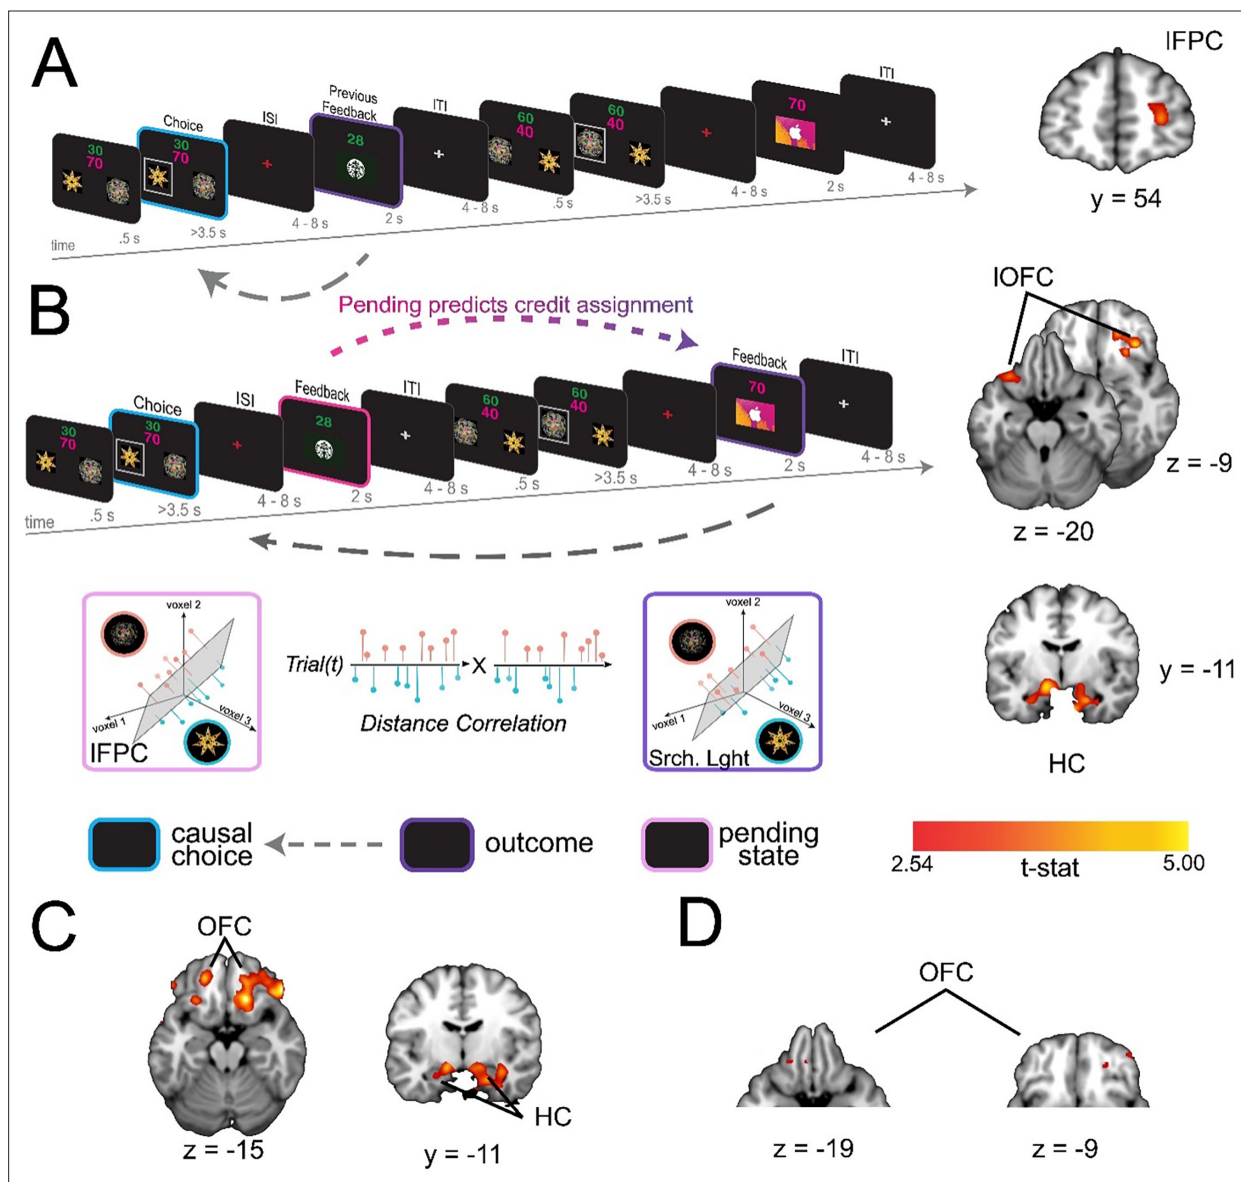 A
Choice
30
70
30
70
ISI
Previous
Feedback
28
ITI
60
40
60
40
70
ITI
time
.5 s
>3.5 s
4 - 8 s
2 s
4 - 8 s
.5 s
>3.5 s
4 - 8 s
2 s
4 - 8 s
lFPC
y = 54
B
Pending predicts credit assignment
Choice
30
70
30
70
ISI
Feedback
28
ITI
60
40
60
40
Feedback
70
ITI
time
.5 s
>3.5 s
4 - 8 s
2 s
4 - 8 s
.5 s
>3.5 s
4 - 8 s
2 s
4 - 8 s
lOFC
z = -9
z = -20
voxel 2
voxel 1
voxel 3
lFPC
Trial(t)
X
Distance Correlation
voxel 2
voxel 1
voxel 3
Srch. Lght
y = -11
HC
causal
choice
outcome
pending
state
2.54
t-stat
5.00
C
OFC
z = -15
HC
y = -11
D
OFC
z = -19
z = -9